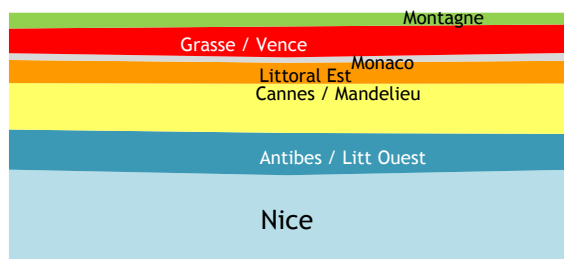 Montagne
Grasse / Vence
Monaco
Littoral Est
Cannes / Mandelieu
Antibes / Litt Ouest
Nice